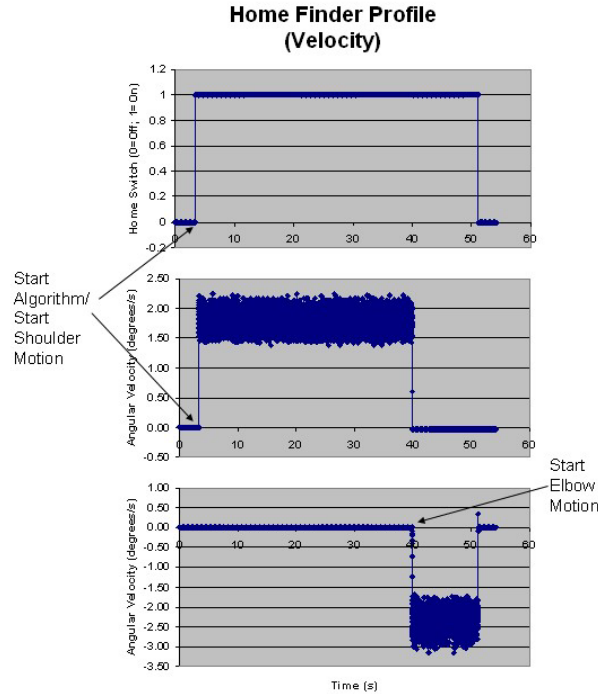 Home Finder Profile
(Velocity)
Home Switch (0=Off; 1=On)
1.2
1
0.8
0.6
0.4
0.2
0
-0.2
0 10 20 30 40 50 60
Start
Algorithm/
Start
Shoulder
Motion
Angular Velocity (degrees/s)
2.50
2.00
1.50
1.00
0.50
0.00
-0.50
0 10 20 30 40 50 60
Start
Elbow
Motion
Angular Velocity (degrees/s)
1.00
0.50
0.00
-0.50
-1.00
-1.50
-2.00
-2.50
-3.00
-3.50
0 10 20 30 40 50 60
Time (s)